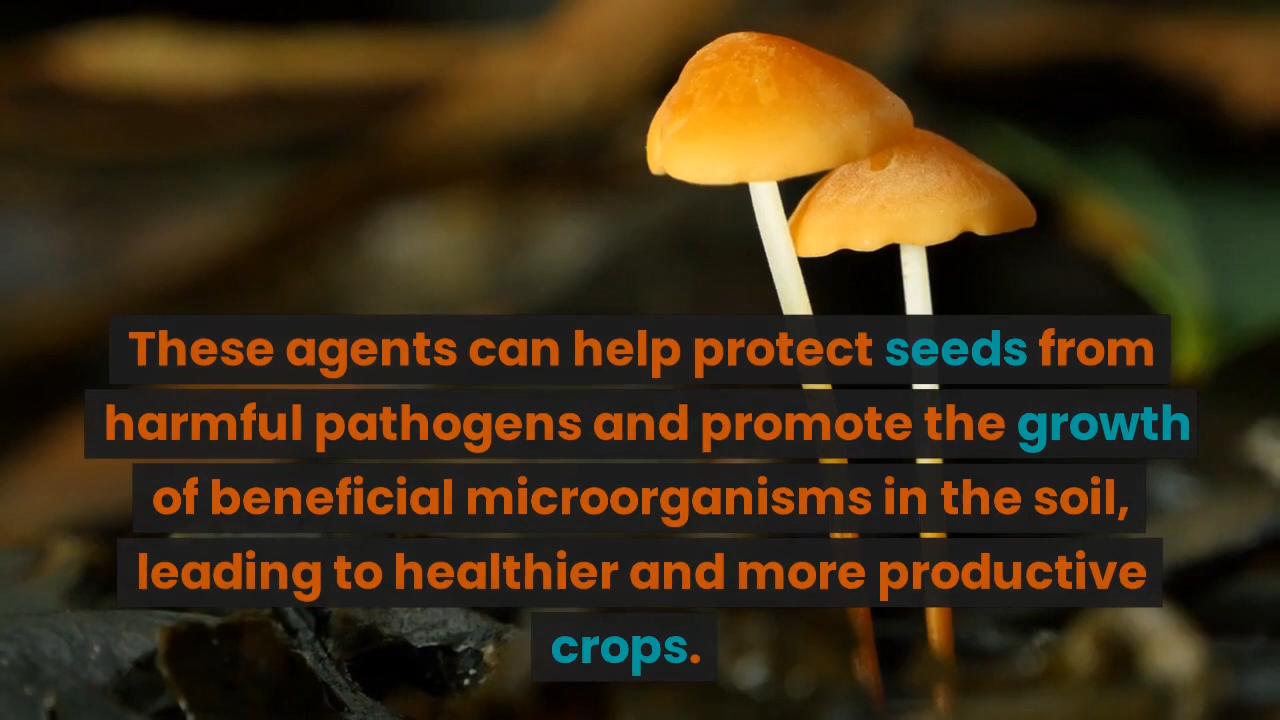 These agents can help protect seeds from
harmful pathogens and promote the growth
of beneficial microorganisms in the soil,
leading to healthier and more productive
crops.